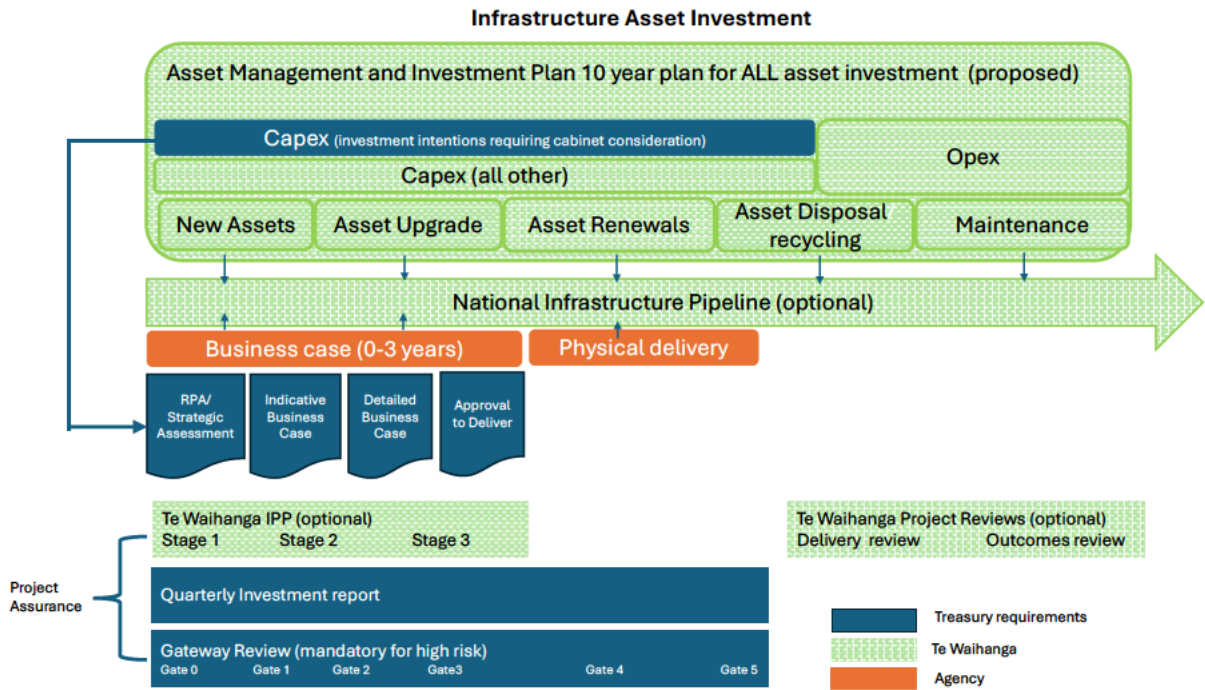 Infrastructure Asset Investment
Asset Management and Investment Plan 10 year plan for ALL asset investment (proposed)
Capex (investment intentions requiring cabinet consideration)
Capex (all other)
Opex
New Assets
Asset Upgrade
Asset Renewals
Asset Disposal
recycling
Maintenance
National Infrastructure Pipeline (optional)
Business case (0-3 years)
Physical delivery
RPA/
Strategic
Assessment
Indicative
Business
Case
Detailed
Business
Case
Approval
to Deliver
Te Waihanga IPP (optional)
Stage 1 Stage 2 Stage 3
Te Waihanga Project Reviews (optional)
Delivery review Outcomes review
Project
Assurance
Quarterly Investment report
Gateway Review (mandatory for high risk)
Gate 0 Gate 1 Gate 2 Gate3 Gate 4 Gate 5
Treasury requirements
Te Waihanga
Agency